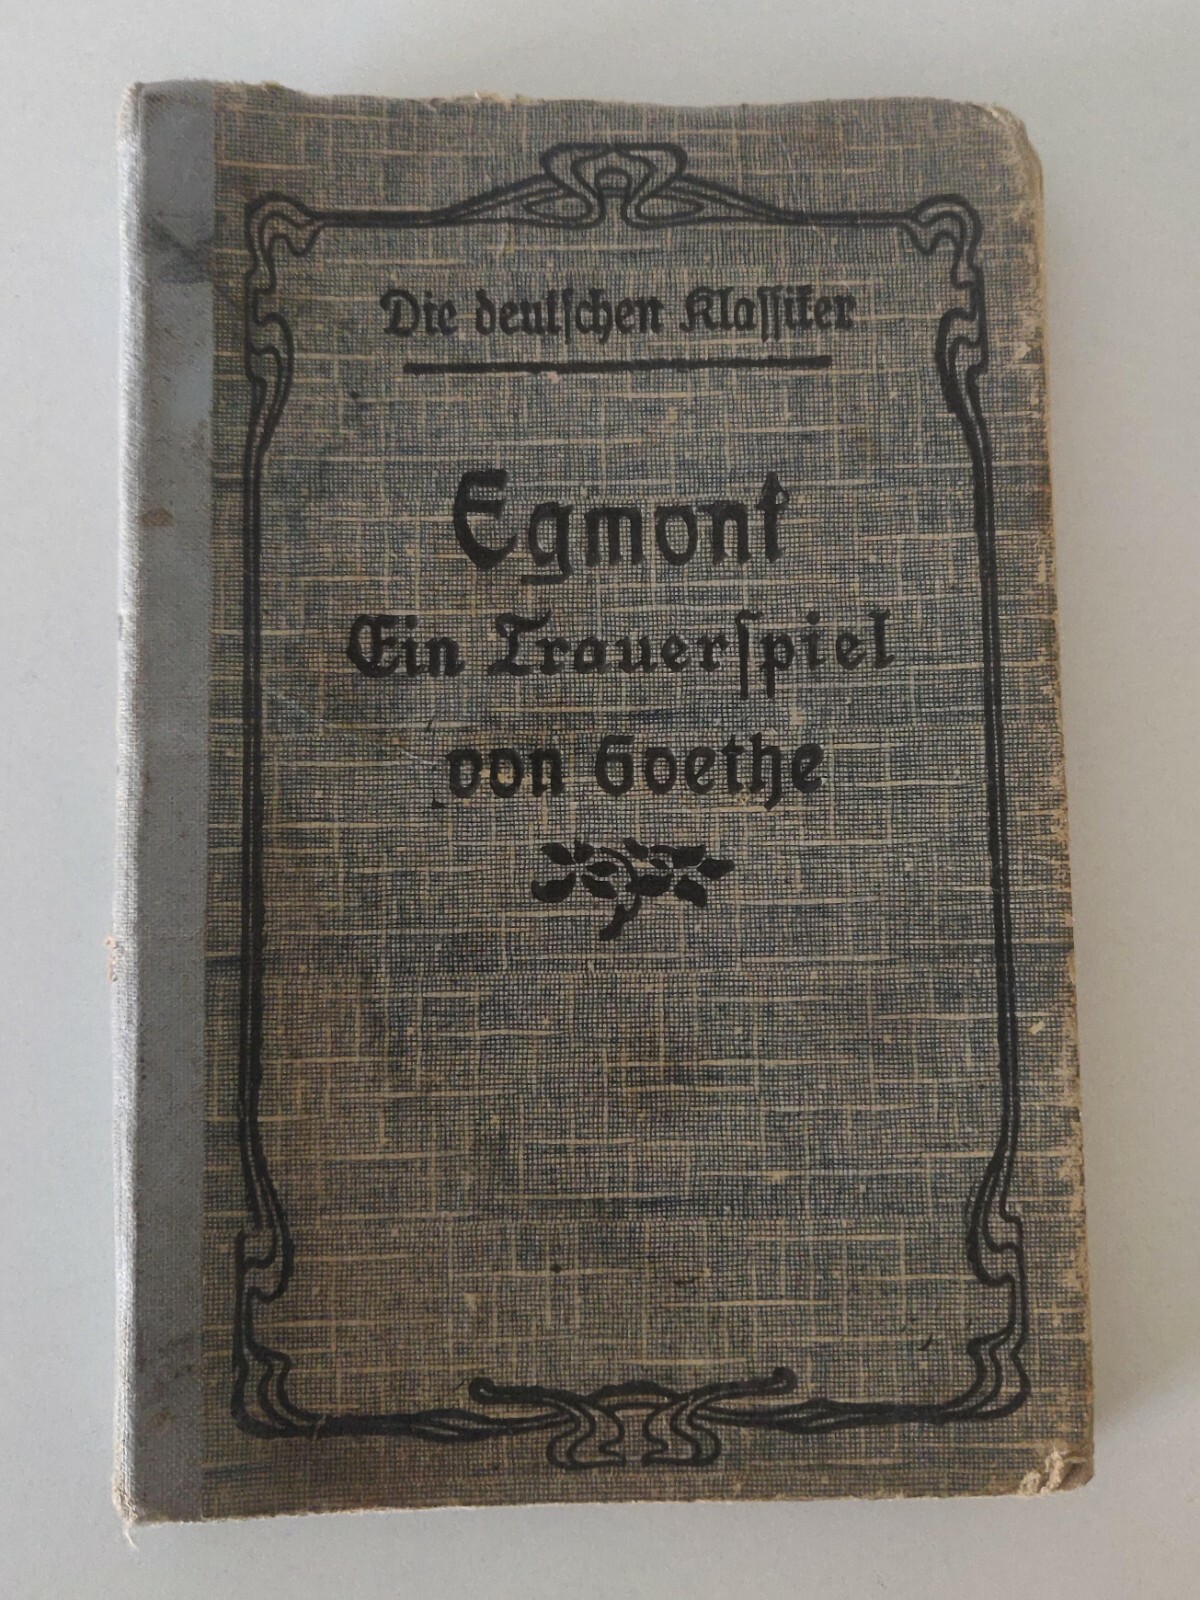 Die deutſchen Klaſſiker
Egmont
Ein Trauerſpiel
von Goethe